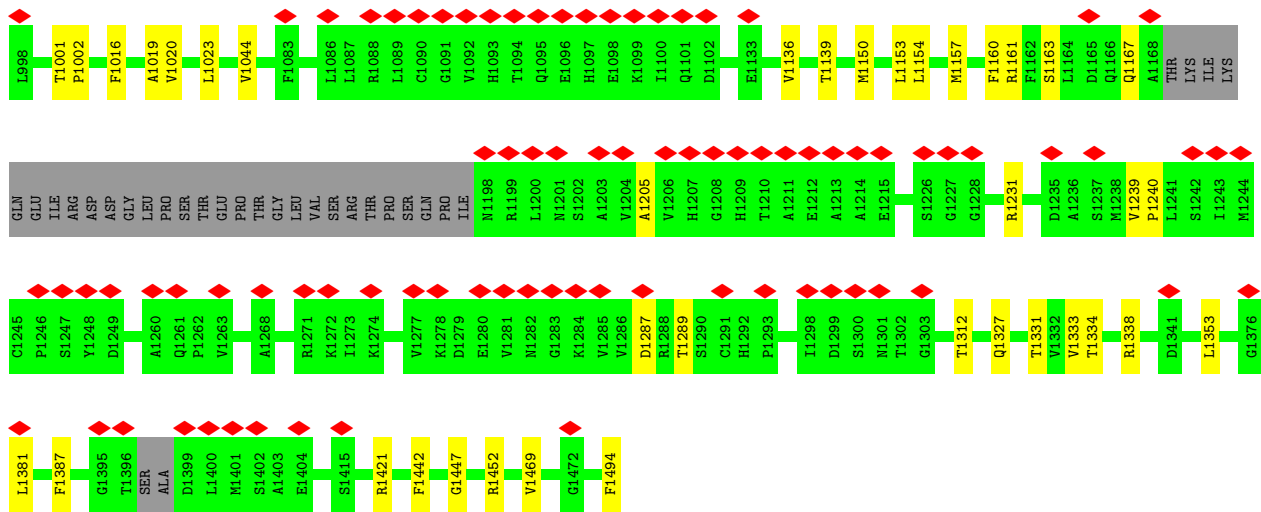 L998 T1001 P1002 F1016 A1019 V1020 L1023 V1044 F1083 L1086 L1087 R1088 L1089 C1090 G1091 V1092 H1093 T1094 Q1095 E1096 H1097 E1098 K1099 I1100 Q1101 D1102 E1133 V1136 T1139 M1150 L1153 L1154 M1157 F1160 R1161 F1162 S1163 L1164 D1165 Q1166 Q1167 A1168 THR LYS ILE LYS
GLN GLU ILE ARG ASP ASP GLY LEU PRO SER THR GLU PRO THR GLY LEU VAL SER ARG THR PRO SER GLN PRO ILE N1198 R1199 L1200 N1201 S1202 A1203 V1204 A1205 V1206 H1207 G1208 H1209 T1210 A1211 E1212 A1213 A1214 E1215 S1226 G1227 G1228 R1231 D1235 A1236 S1237 M1238 V1239 P1240 L1241 S1242 I1243 M1244
C1245 P1246 S1247 Y1248 D1249 A1260 Q1261 P1262 V1263 A1268 R1271 K1272 I1273 K1274 V1277 K1278 D1279 E1280 V1281 N1282 G1283 K1284 V1285 V1286 D1287 R1288 T1289 S1290 C1291 H1292 P1293 I1298 D1299 S1300 N1301 T1302 G1303 T1312 Q1327 T1331 V1332 V1333 T1334 R1338 D1341 L1353 G1376
L1381 F1387 G1395 T1396 SER ALA D1399 L1400 M1401 S1402 A1403 E1404 S1415 R1421 F1442 G1447 R1452 V1469 G1472 F1494